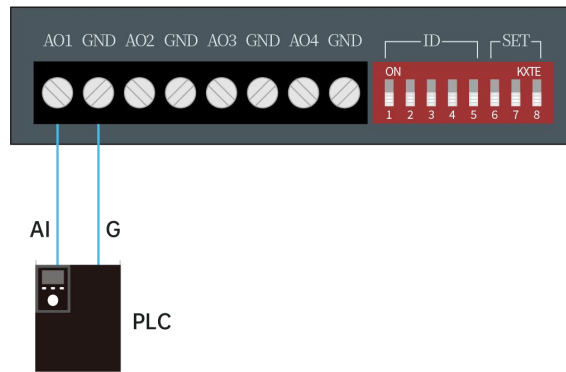 AO1 GND AO2 GND AO3 GND AO4 GND
ID SET
ON KXTE
1 2 3 4 5 6 7 8
AI G
PLC